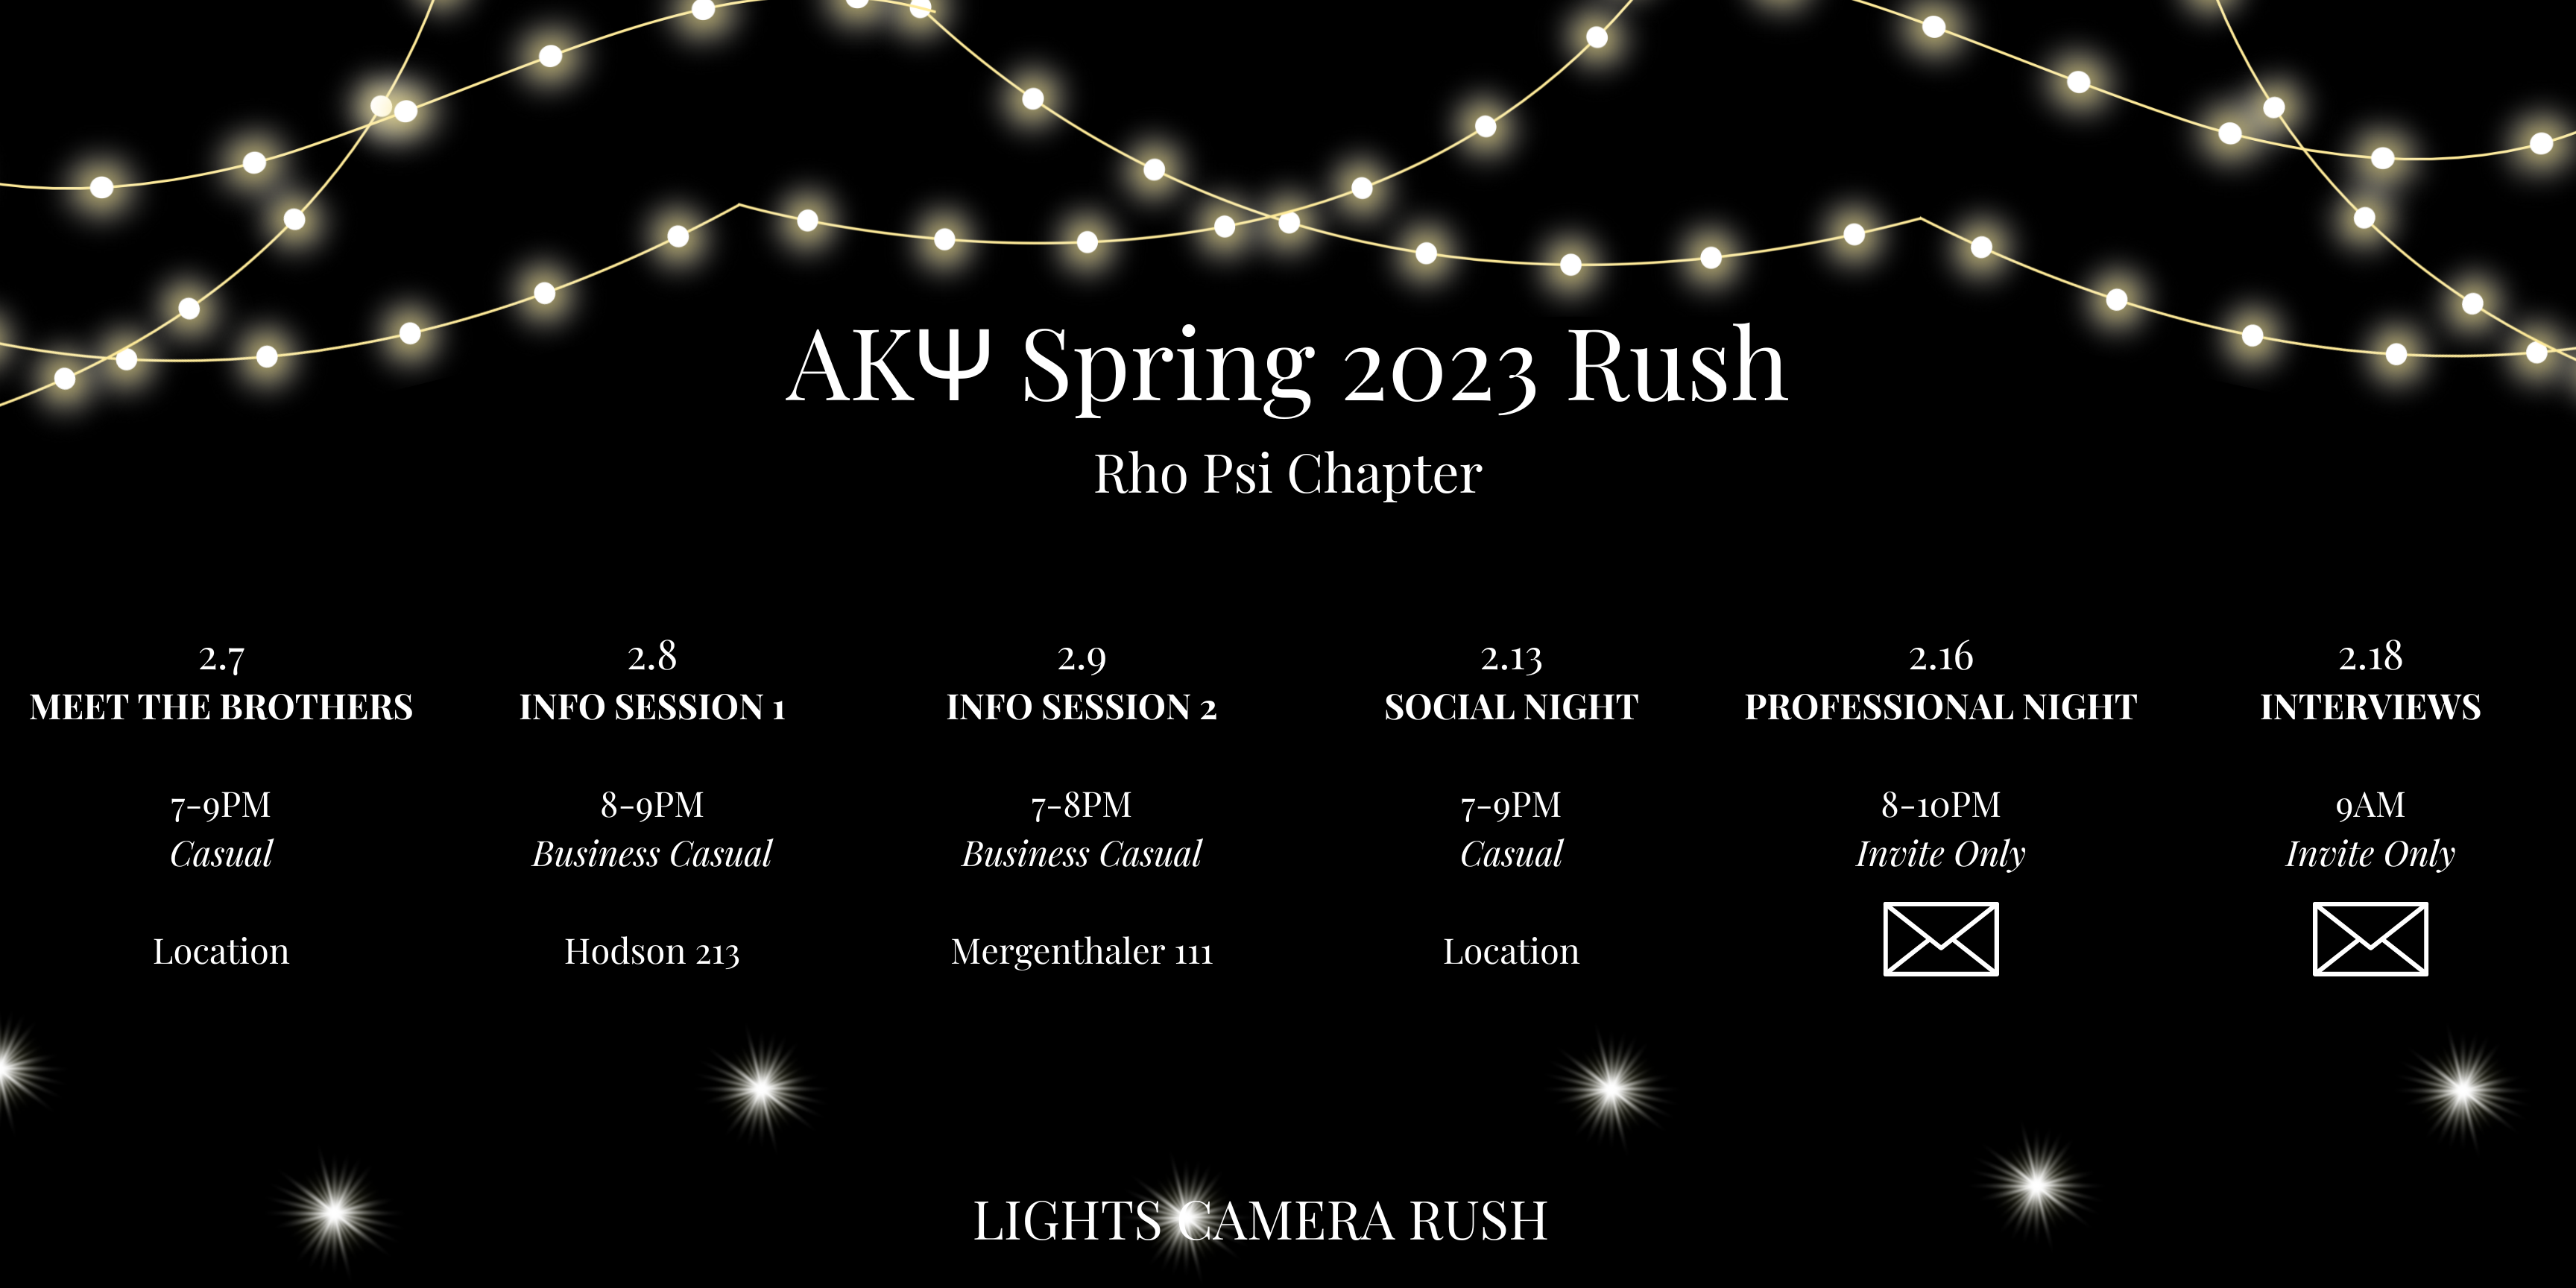 ΑΚΨ Spring 2023 Rush
Rho Psi Chapter
2.7
MEET THE BROTHERS
7-9PM
Casual
Location
2.8
INFO SESSION 1
8-9PM
Business Casual
Hodson 213
2.9
INFO SESSION 2
7-8PM
Business Casual
Mergenthaler 111
2.13
SOCIAL NIGHT
7-9PM
Casual
Location
2.16
PROFESSIONAL NIGHT
8-10PM
Invite Only
2.18
INTERVIEWS
9AM
Invite Only
LIGHTS CAMERA RUSH